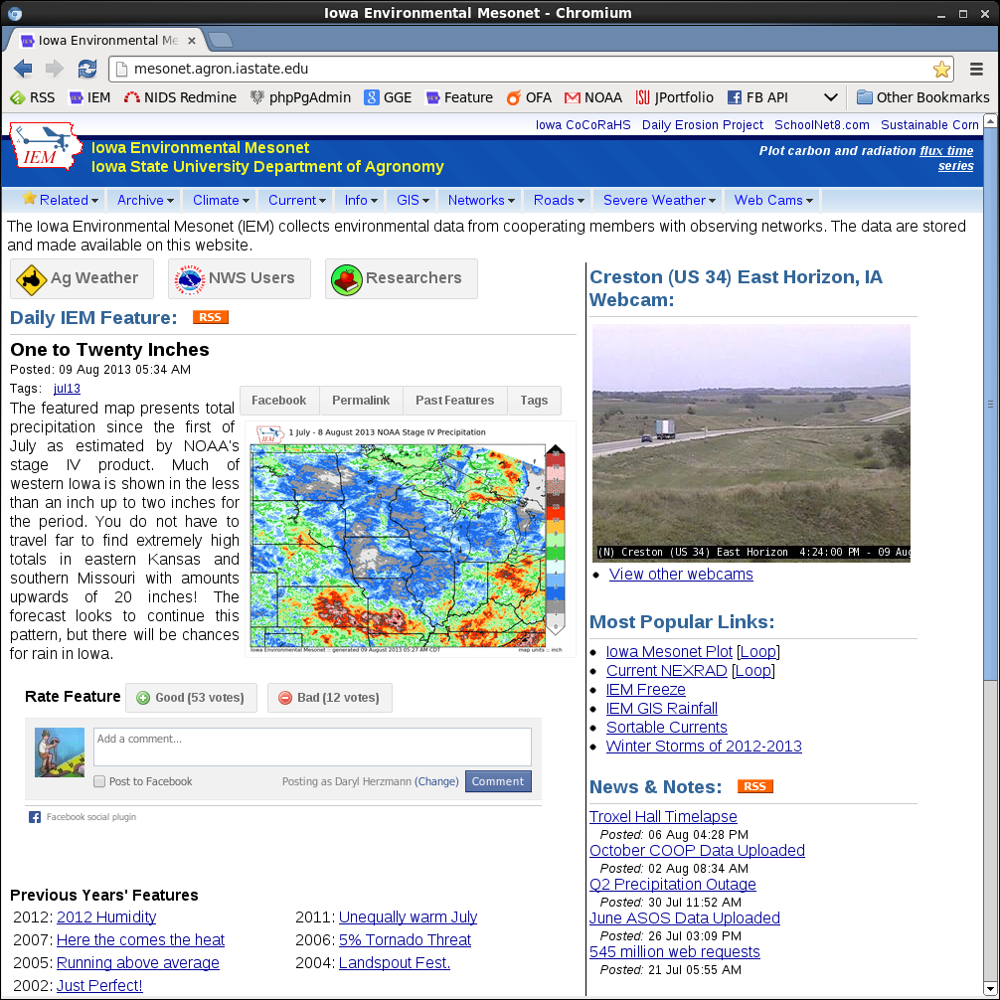 Iowa Environmental Mesonet - Chromium
Iowa Environmental Me
mesonet.agron.iastate.edu
RSS IEM NIDS Redmine phpPgAdmin GGE Feature OFA NOAA JPortfolio FB API Other Bookmarks
Iowa CoCoRaHS Daily Erosion Project SchoolNet8.com Sustainable Corn
IEM
Iowa Environmental Mesonet
Iowa State University Department of Agronomy
Plot carbon and radiation flux time
series
Related Archive Climate Current Info GIS Networks Roads Severe Weather Web Cams
The Iowa Environmental Mesonet (IEM) collects environmental data from cooperating members with observing networks. The data are stored
and made available on this website.
Ag Weather NWS Users Researchers
Daily IEM Feature: RSS
One to Twenty Inches
Posted: 09 Aug 2013 05:34 AM
Tags: jul13
Facebook Permalink Past Features Tags
The featured map presents total
precipitation since the first of
July as estimated by NOAA's
stage IV product. Much of
western Iowa is shown in the less
than an inch up to two inches for
the period. You do not have to
travel far to find extremely high
totals in eastern Kansas and
southern Missouri with amounts
upwards of 20 inches! The
forecast looks to continue this
pattern, but there will be chances
for rain in Iowa.
IEM
1 July - 8 August 2013 NOAA Stage IV Precipitation
Iowa Environmental Mesonet :: generated 09 August 2013 05:27 AM CDT
map units :: inch
Rate Feature Good (53 votes) Bad (12 votes)
Add a comment...
Post to Facebook Posting as Daryl Herzmann (Change) Comment
Facebook social plugin
Previous Years' Features
2012: 2012 Humidity 2011: Unequally warm July
2007: Here the comes the heat 2006: 5% Tornado Threat
2005: Running above average 2004: Landspout Fest.
2002: Just Perfect!
Creston (US 34) East Horizon, IA
Webcam:
(N) Creston (US 34) East Horizon 4:24:00 PM - 09 Aug
View other webcams
Most Popular Links:
Iowa Mesonet Plot [Loop]
Current NEXRAD [Loop]
IEM Freeze
IEM GIS Rainfall
Sortable Currents
Winter Storms of 2012-2013
News & Notes: RSS
Troxel Hall Timelapse
Posted: 06 Aug 04:28 PM
October COOP Data Uploaded
Posted: 02 Aug 08:34 AM
Q2 Precipitation Outage
Posted: 30 Jul 11:52 AM
June ASOS Data Uploaded
Posted: 26 Jul 03:09 PM
545 million web requests
Posted: 21 Jul 05:55 AM